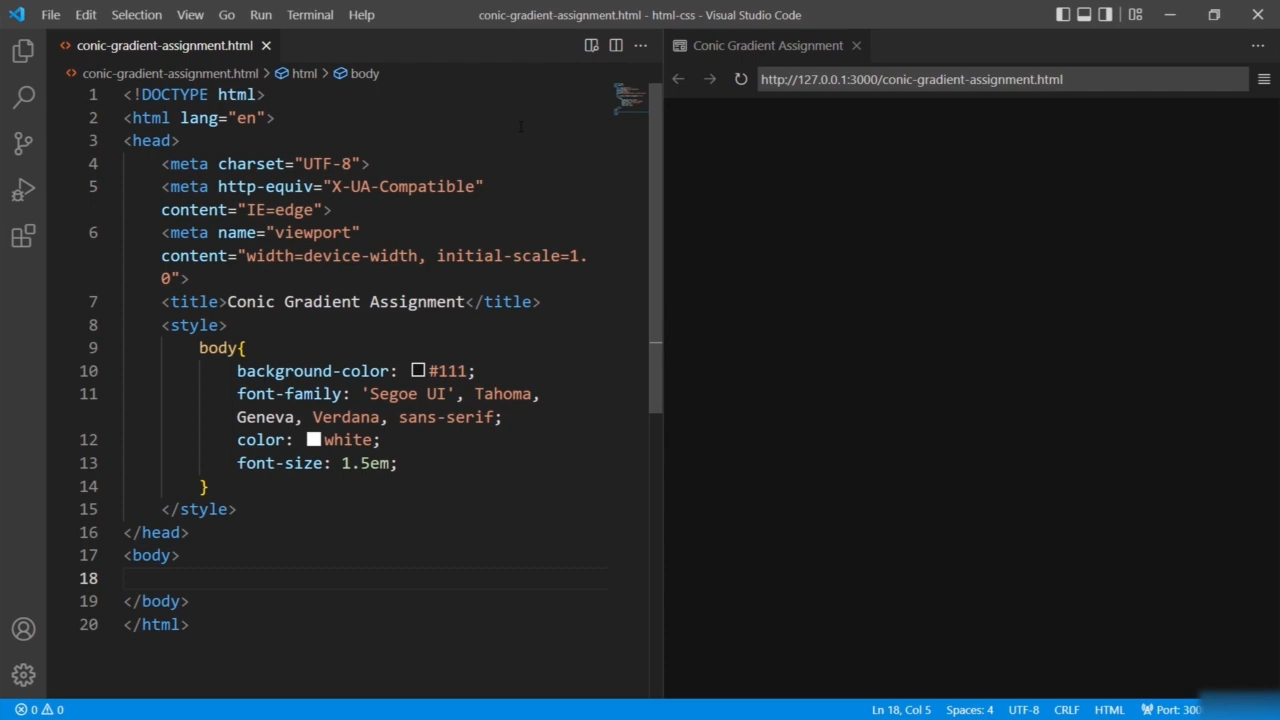 File Edit Selection View Go Run Terminal Help
conic-gradient-assignment.html - html-css - Visual Studio Code
conic-gradient-assignment.html
conic-gradient-assignment.html > html > body
1 <!DOCTYPE html>
2 <html lang="en">
3 <head>
4 <meta charset="UTF-8">
5 <meta http-equiv="X-UA-Compatible"
content="IE=edge">
6 <meta name="viewport"
content="width=device-width, initial-scale=1.
0">
7 <title>Conic Gradient Assignment</title>
8 <style>
9 body{
10 background-color: #111;
11 font-family: 'Segoe UI', Tahoma,
Geneva, Verdana, sans-serif;
12 color: white;
13 font-size: 1.5em;
14 }
15 </style>
16 </head>
17 <body>
18
19 </body>
20 </html>
Conic Gradient Assignment
http://127.0.0.1:3000/conic-gradient-assignment.html
0 0
Ln 18, Col 5 Spaces: 4 UTF-8 CRLF HTML Port: 300